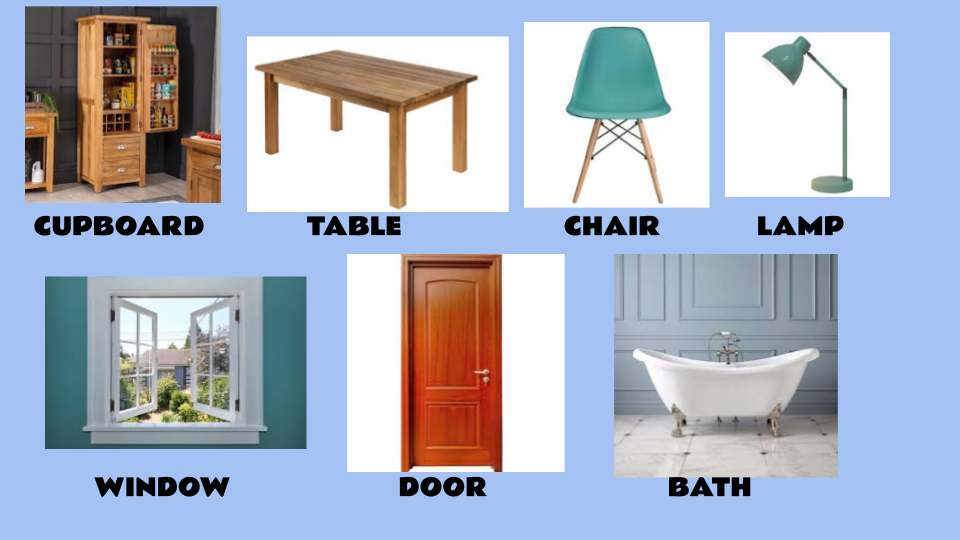 CUPBOARD
TABLE
CHAIR
LAMP
WINDOW
DOOR
BATH